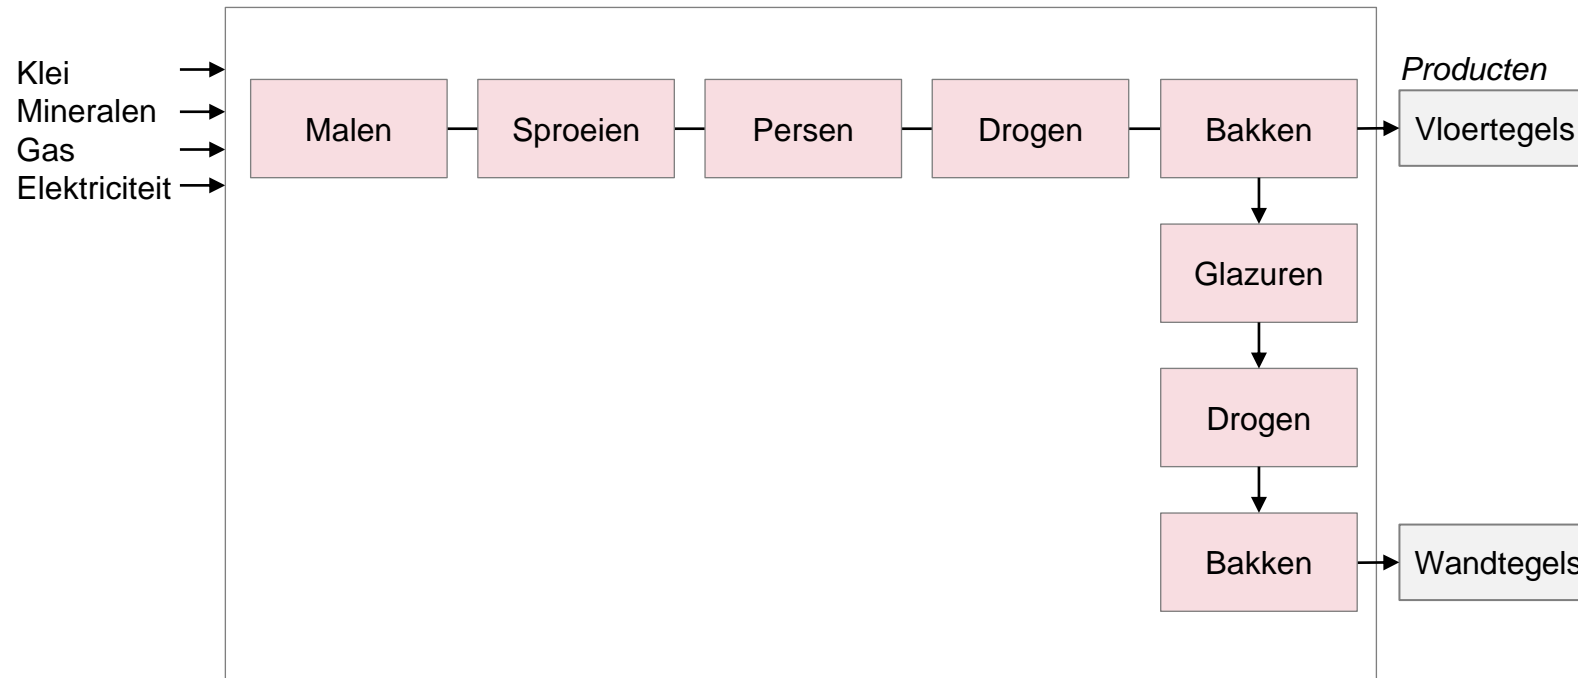 Klei
Mineralen
Gas
Elektriciteit
Malen
Sproeien
Persen
Drogen
Bakken
Producten
Vloertegels
Glazuren
Drogen
Bakken
Wandtegels